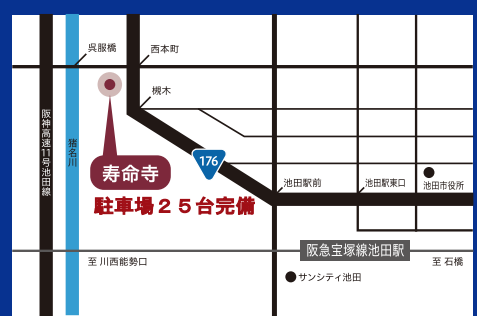 呉服橋
西本町
槻木
阪神高速11号池田線
猪名川
176
寿命寺
池田駅前
池田駅東口
池田市役所
駐車場２５台完備
阪急宝塚線池田駅
至 川西能勢口
至 石橋
サンシティ池田